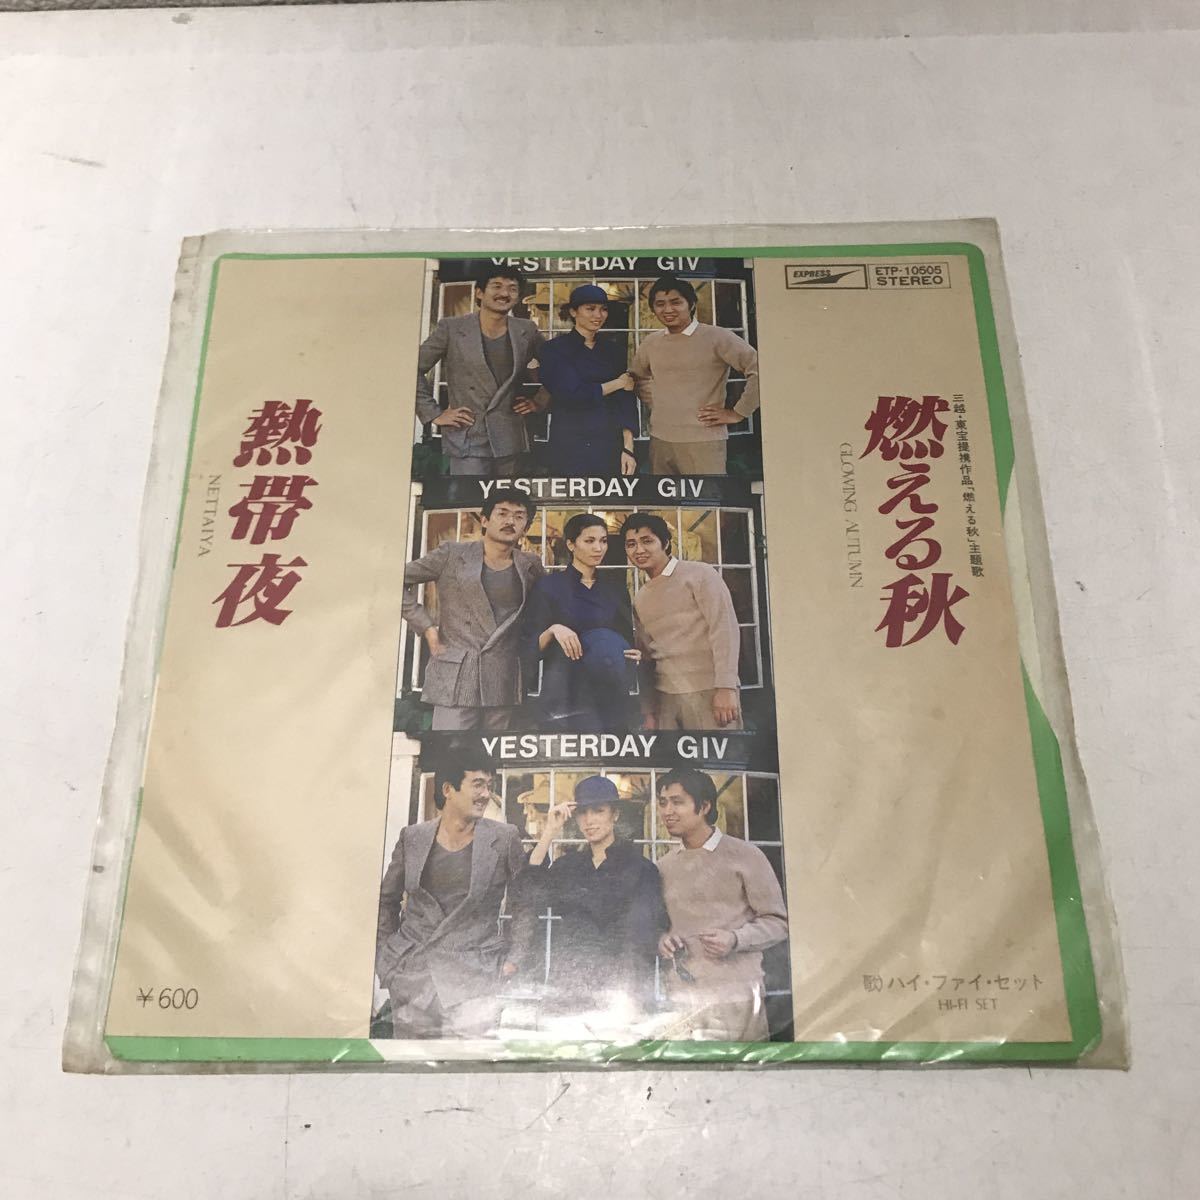 EXPRESS
ETP-10505
STEREO
三越・東宝提携作品「燃える秋」主題歌
燃える秋
GLOWING AUTUMN
熱帯夜
NETTAIYA
YESTERDAY GIV
YESTERDAY GIV
YESTERDAY GIV
歌)ハイ・ファイ・セット
HI-FI SET
¥600